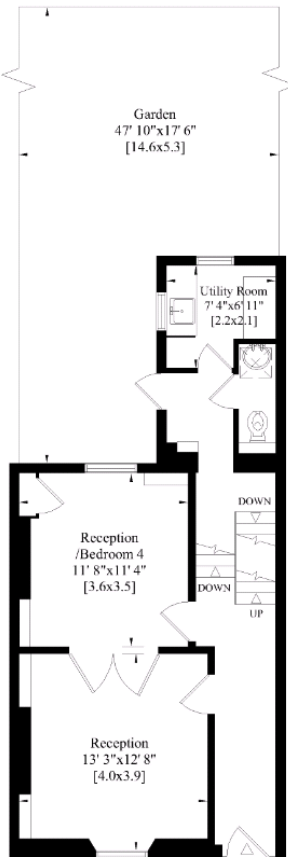 Garden
47' 10"x17' 6"
[14.6x5.3]
Utility Room
7' 4"x6' 11"
[2.2x2.1]
DOWN
Reception
/Bedroom 4
11' 8"x11' 4"
[3.6x3.5]
DOWN
UP
Reception
13' 3"x12' 8"
[4.0x3.9]